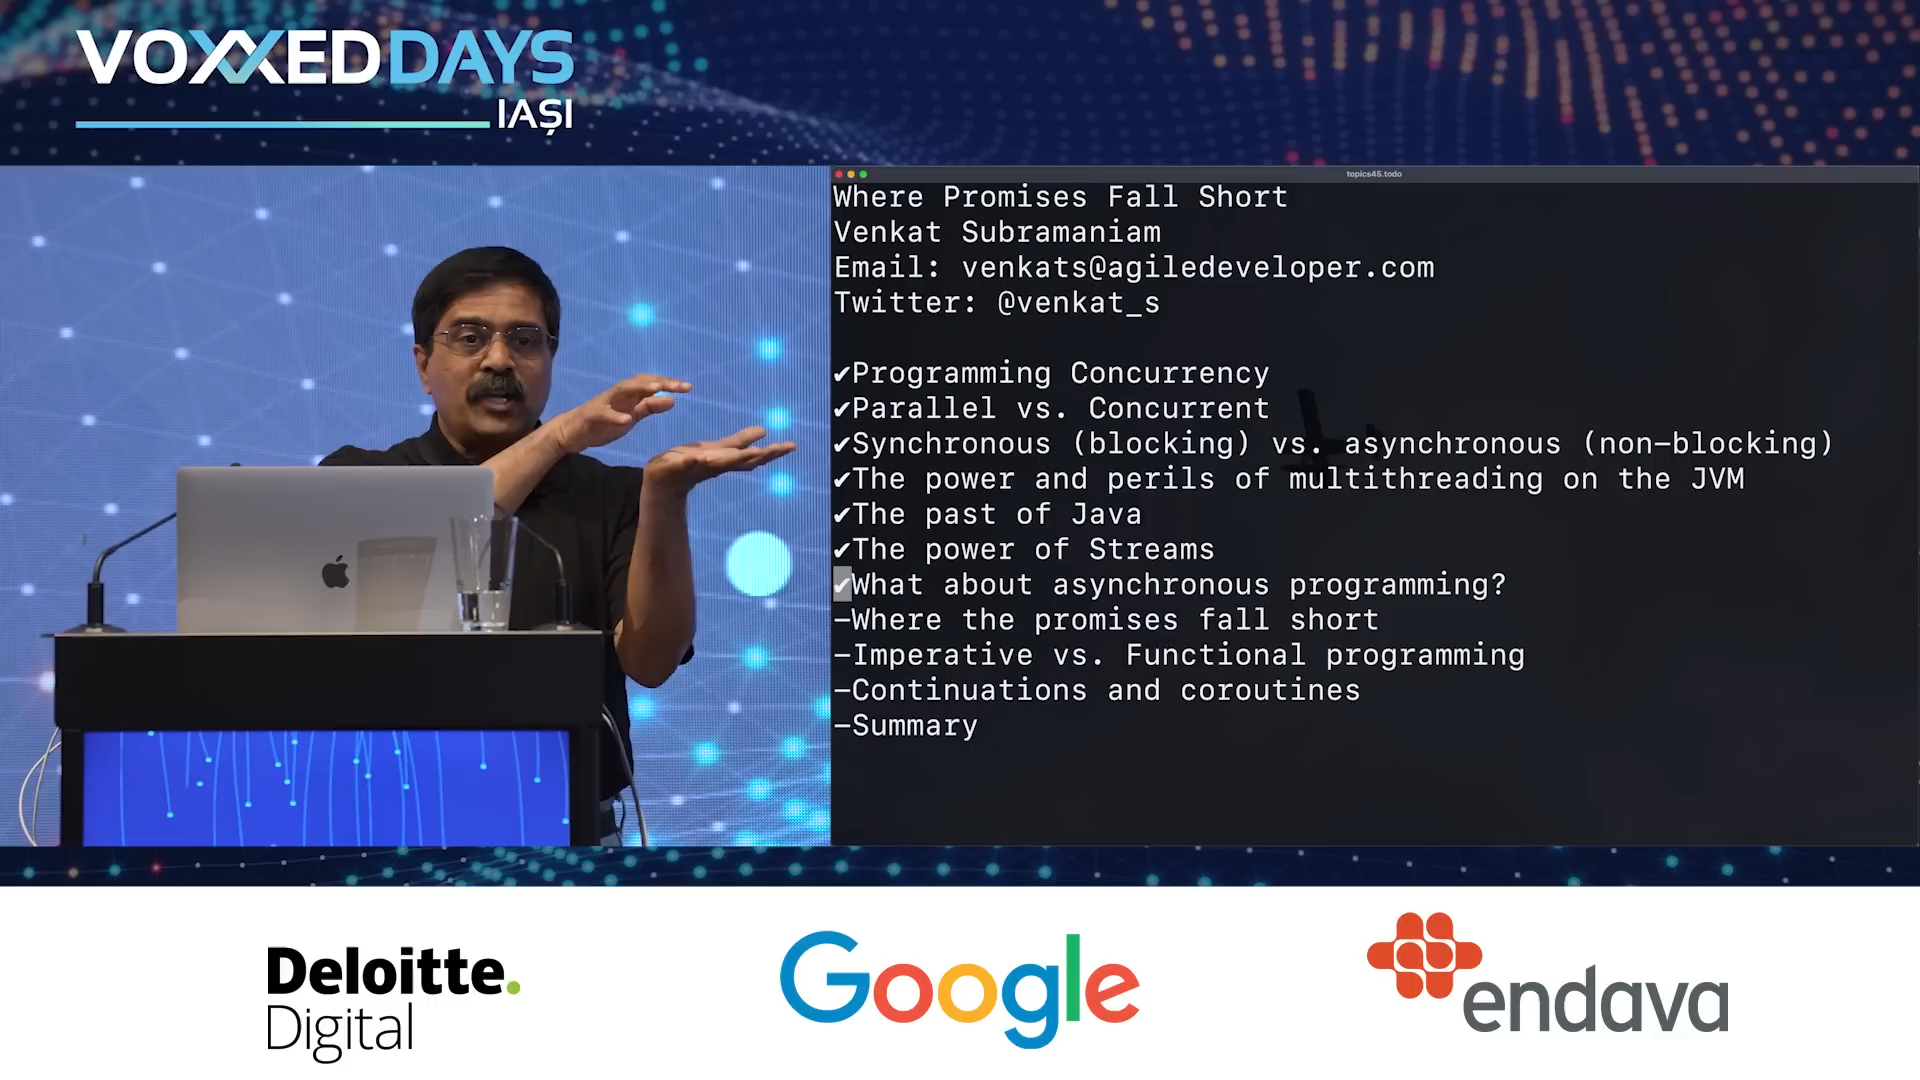 VOXXEDDAYS
IAȘI
topics45.todo
Where Promises Fall Short
Venkat Subramaniam
Email: venkats@agiledeveloper.com
Twitter: @venkat_s
✔Programming Concurrency
✔Parallel vs. Concurrent
✔Synchronous (blocking) vs. asynchronous (non-blocking)
✔The power and perils of multithreading on the JVM
✔The past of Java
✔The power of Streams
✔What about asynchronous programming?
-Where the promises fall short
-Imperative vs. Functional programming
-Continuations and coroutines
-Summary
Deloitte.
Digital
Google
endava